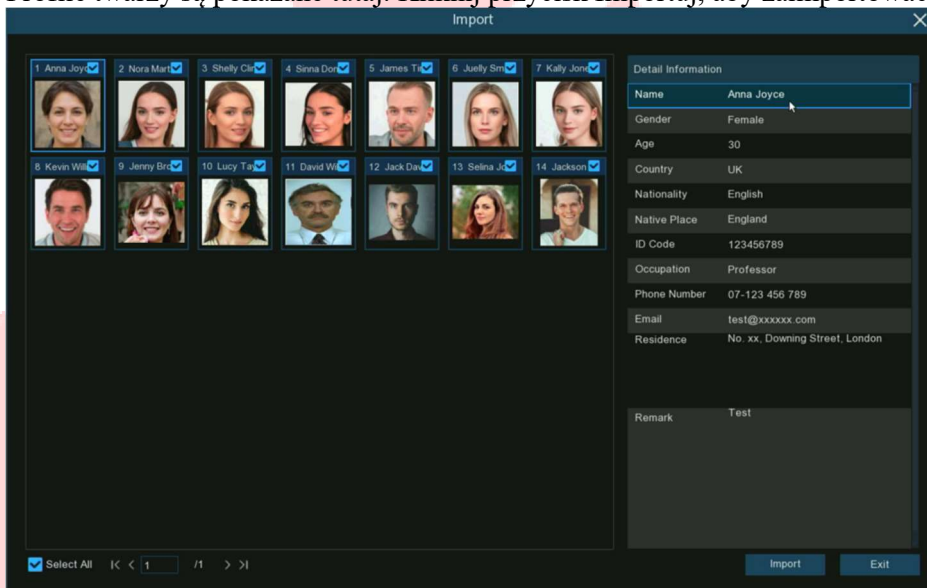 Import
1 Anna Joyc 2 Nora Mart 3 Shelly Clin 4 Sinna Don 5 James Ti 6 Juelly Sm 7 Kally Jone
8 Kevin Will 9 Jenny Bro 10 Lucy Tay 11 David Wi 12 Jack Dav 13 Selina Jo 14 Jackson
Detail Information
Name Anna Joyce
Gender Female
Age 30
Country UK
Nationality English
Native Place England
ID Code 123456789
Occupation Professor
Phone Number 07-123 456 789
Email test@xxxxxx.com
Residence No. xx, Downing Street, London
Remark Test
Select All 1 /1 Import Exit